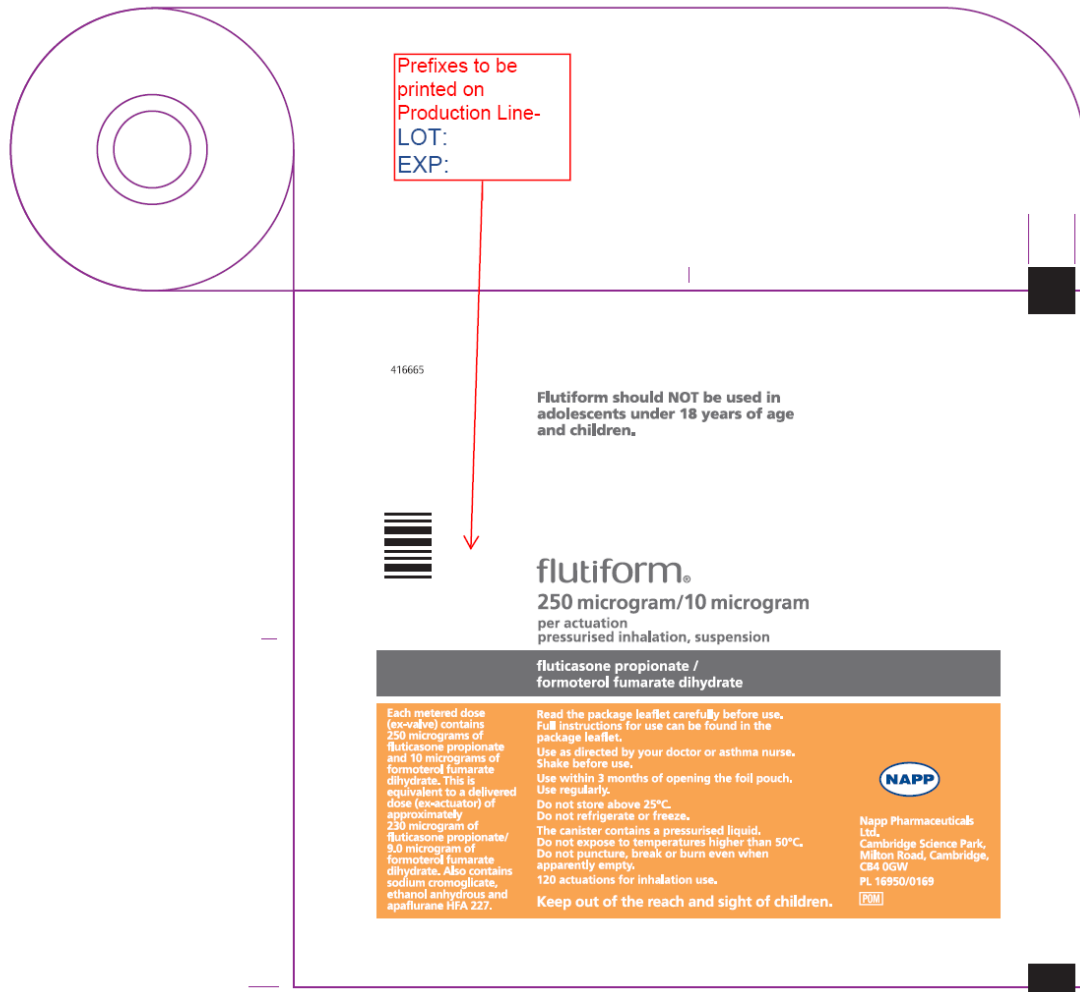 Prefixes to be
printed on
Production Line-
LOT:
EXP:
416665
Flutiform should NOT be used in
adolescents under 18 years of age
and children.
flutiform®
250 microgram/10 microgram
per actuation
pressurised inhalation, suspension
fluticasone propionate /
formoterol fumarate dihydrate
Each metered dose
(ex-valve) contains
250 micrograms of
fluticasone propionate
and 10 micrograms of
formoterol fumarate
dihydrate. This is
equivalent to a delivered
dose (ex-actuator) of
approximately
230 microgram of
fluticasone propionate/
9.0 microgram of
formoterol fumarate
dihydrate. Also contains
sodium cromoglicate,
ethanol anhydrous and
apaflurane HFA 227.
Read the package leaflet carefully before use.
Full instructions for use can be found in the
package leaflet.
Use as directed by your doctor or asthma nurse.
Shake before use.
Use within 3 months of opening the foil pouch.
Use regularly.
Do not store above 25°C.
Do not refrigerate or freeze.
The canister contains a pressurised liquid.
Do not expose to temperatures higher than 50°C.
Do not puncture, break or burn even when
apparently empty.
120 actuations for inhalation use.
Keep out of the reach and sight of children.
NAPP
Napp Pharmaceuticals
Ltd.
Cambridge Science Park,
Milton Road, Cambridge,
CB4 0GW
PL 16950/0169
POM